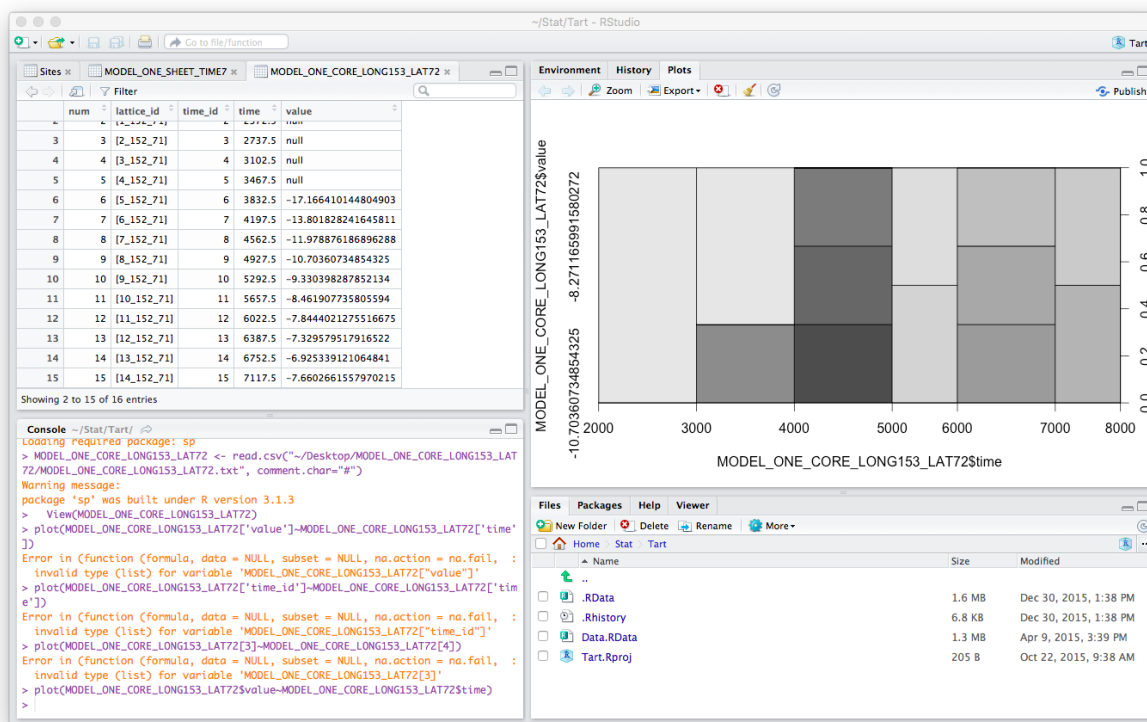 ~/Stat/Tart - RStudio
Go to file/function
Tart
Sites × MODEL_ONE_SHEET_TIME7 × MODEL_ONE_CORE_LONG153_LAT72 ×
Filter
num lattice_id time_id time value
3 3 [2_152_71] 3 2737.5 null
4 4 [3_152_71] 4 3102.5 null
5 5 [4_152_71] 5 3467.5 null
6 6 [5_152_71] 6 3832.5 -17.166410144804903
7 7 [6_152_71] 7 4197.5 -13.801828241645811
8 8 [7_152_71] 8 4562.5 -11.978876186896288
9 9 [8_152_71] 9 4927.5 -10.70360734854325
10 10 [9_152_71] 10 5292.5 -9.330398287852134
11 11 [10_152_71] 11 5657.5 -8.461907735805594
12 12 [11_152_71] 12 6022.5 -7.8444021275516675
13 13 [12_152_71] 13 6387.5 -7.329579517916522
14 14 [13_152_71] 14 6752.5 -6.925339121064841
15 15 [14_152_71] 15 7117.5 -7.6602661557970215
Showing 2 to 15 of 16 entries
Console ~/Stat/Tart/
Loading required package: sp
> MODEL_ONE_CORE_LONG153_LAT72 <- read.csv("~/Desktop/MODEL_ONE_CORE_LONG153_LAT
72/MODEL_ONE_CORE_LONG153_LAT72.txt", comment.char="#")
Warning message:
package ‘sp’ was built under R version 3.1.3
> View(MODEL_ONE_CORE_LONG153_LAT72)
> plot(MODEL_ONE_CORE_LONG153_LAT72['value']~MODEL_ONE_CORE_LONG153_LAT72['time'
])
Error in (function (formula, data = NULL, subset = NULL, na.action = na.fail, :
invalid type (list) for variable 'MODEL_ONE_CORE_LONG153_LAT72["value"]'
> plot(MODEL_ONE_CORE_LONG153_LAT72['time_id']~MODEL_ONE_CORE_LONG153_LAT72['tim
e'])
Error in (function (formula, data = NULL, subset = NULL, na.action = na.fail, :
invalid type (list) for variable 'MODEL_ONE_CORE_LONG153_LAT72["time_id"]'
> plot(MODEL_ONE_CORE_LONG153_LAT72[3]~MODEL_ONE_CORE_LONG153_LAT72[4])
Error in (function (formula, data = NULL, subset = NULL, na.action = na.fail, :
invalid type (list) for variable 'MODEL_ONE_CORE_LONG153_LAT72[3]'
> plot(MODEL_ONE_CORE_LONG153_LAT72$value~MODEL_ONE_CORE_LONG153_LAT72$time)
>
Environment History Plots
Zoom Export Publish
MODEL_ONE_CORE_LONG153_LAT72$value
-10.70360734854325 -8.27116599158​0272
0.0 0.2 0.4 0.6 0.8 1.0
2000 3000 4000 5000 6000 7000 8000
MODEL_ONE_CORE_LONG153_LAT72$time
Files Packages Help Viewer
New Folder Delete Rename More
Home Stat Tart
Name Size Modified
..
.RData 1.6 MB Dec 30, 2015, 1:38 PM
.Rhistory 6.8 KB Dec 30, 2015, 1:38 PM
Data.RData 1.3 MB Apr 9, 2015, 3:39 PM
Tart.Rproj 205 B Oct 22, 2015, 9:38 AM